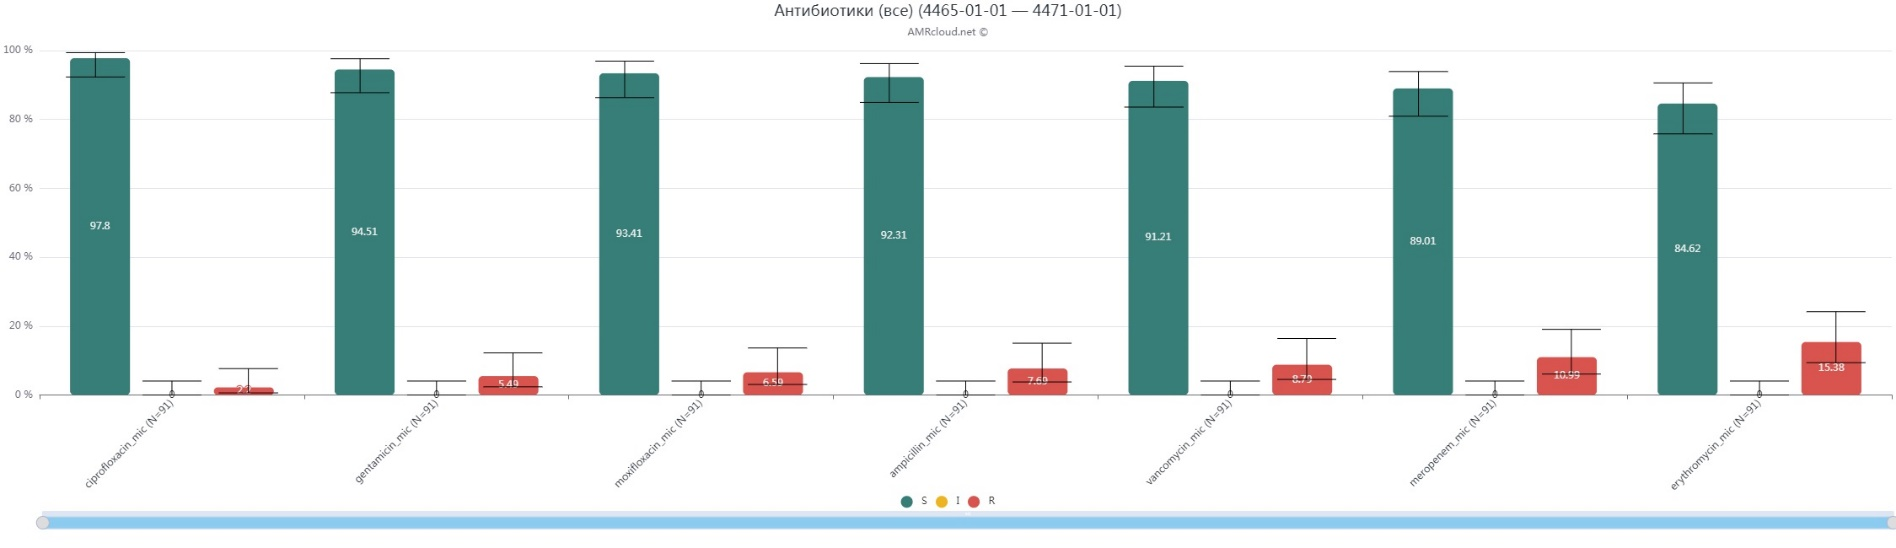 Антибиотики (все) (4465-01-01 — 4471-01-01)
AMRcloud.net ©
100 %
80 %
60 %
40 %
20 %
0 %
97.8
0
2.2
94.51
0
5.49
93.41
0
6.59
92.31
0
7.69
91.21
0
8.79
89.01
0
10.99
84.62
0
15.38
ciprofloxacin_mic (N=91)
gentamicin_mic (N=91)
moxifloxacin_mic (N=91)
ampicillin_mic (N=91)
vancomycin_mic (N=91)
meropenem_mic (N=91)
erythromycin_mic (N=91)
S I R